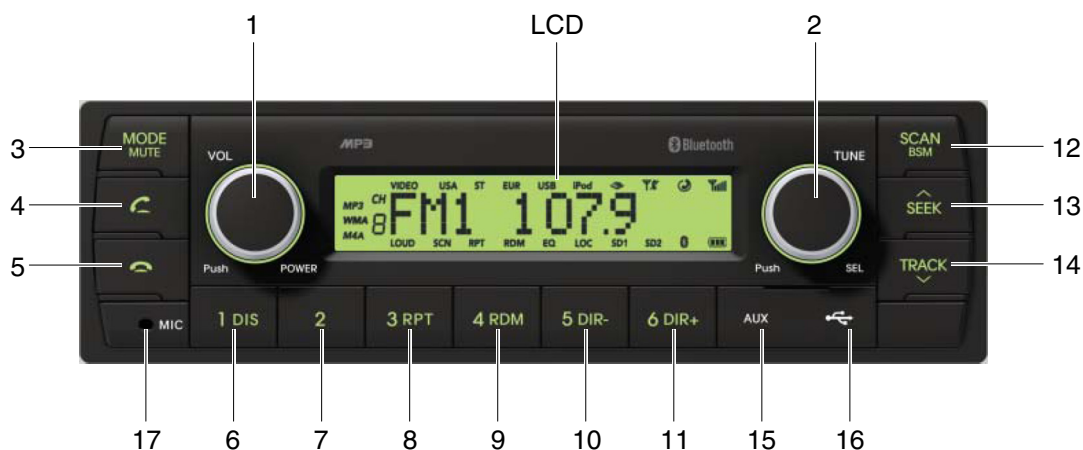 1 LCD 2
MODE
MUTE
VOL
MP3
Bluetooth
TUNE
SCAN
BSM
3
12
VIDEO USA ST EUR USB iPod
MP3
WMA
M4A
CH
8
FM1 107.9
LOUD SCN RPT RDM EQ LOC SD1 SD2
4
SEEK
13
5
Push POWER
Push SEL
TRACK
14
MIC
1 DIS 2 3 RPT 4 RDM 5 DIR- 6 DIR+ AUX
17 6 7 8 9 10 11 15 16